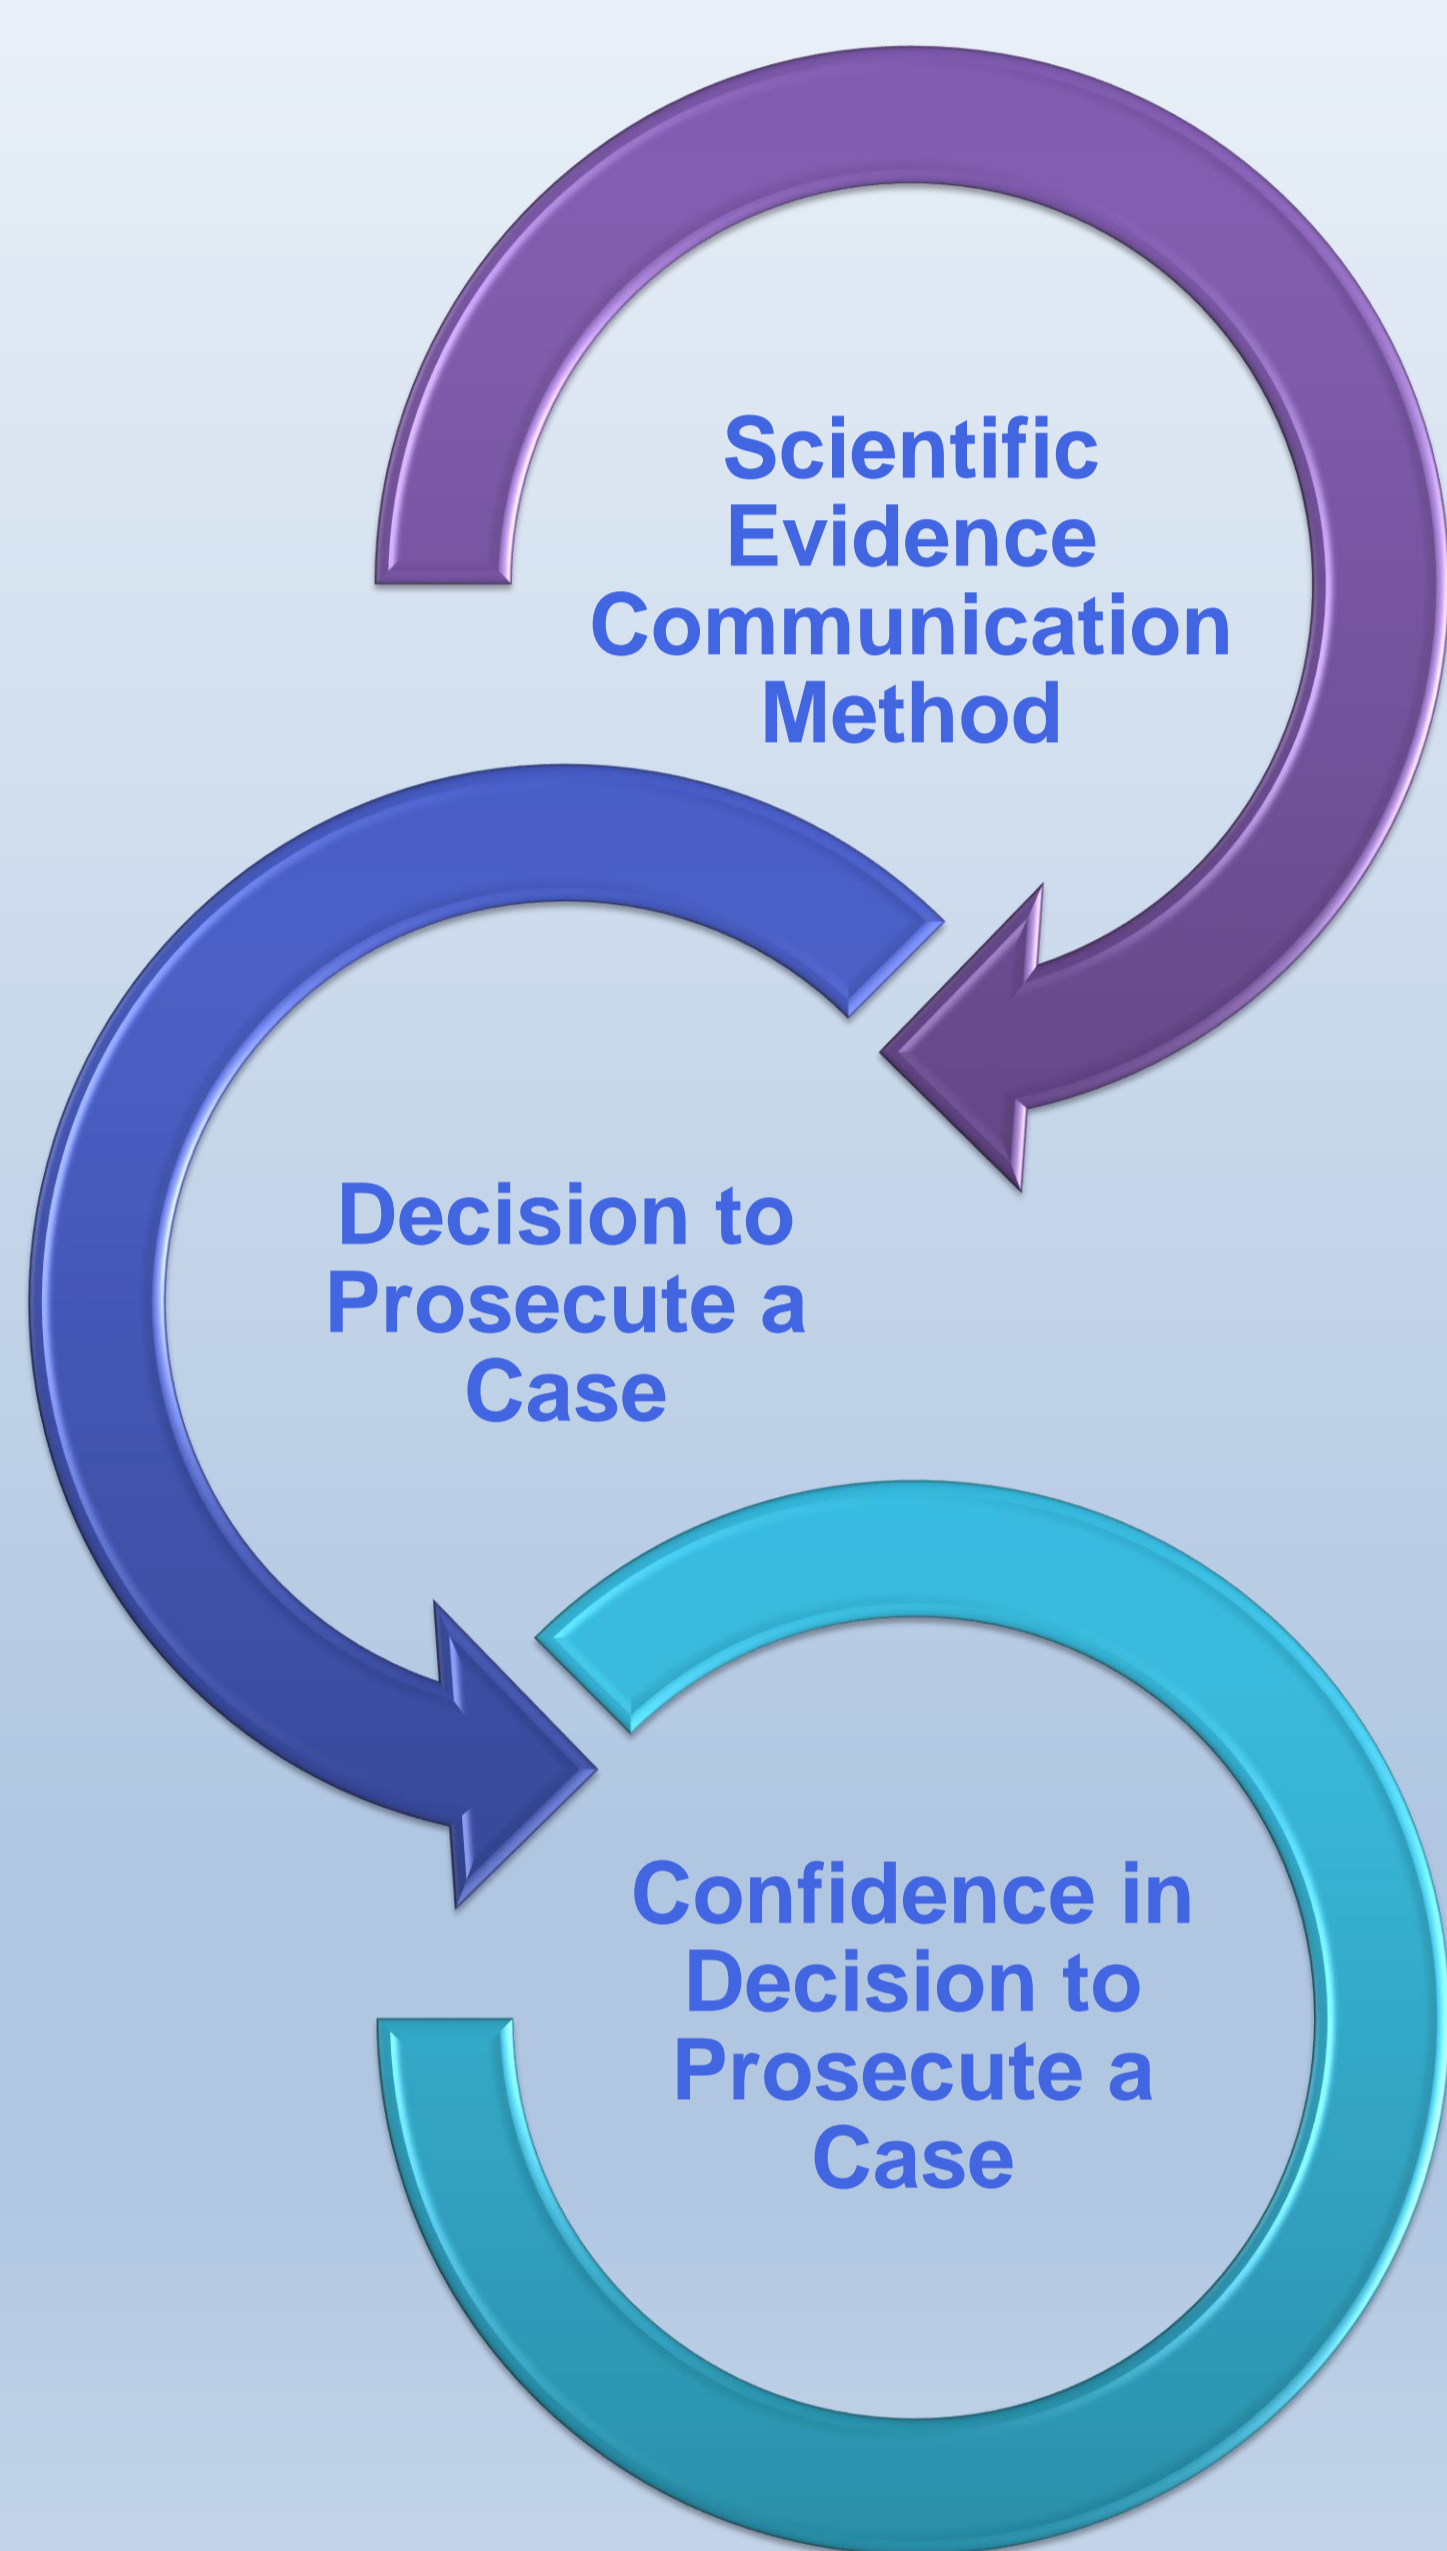 Scientific
Evidence
Communication
Method
Decision to
Prosecute a
Case
Confidence in
Decision to
Prosecute a
Case